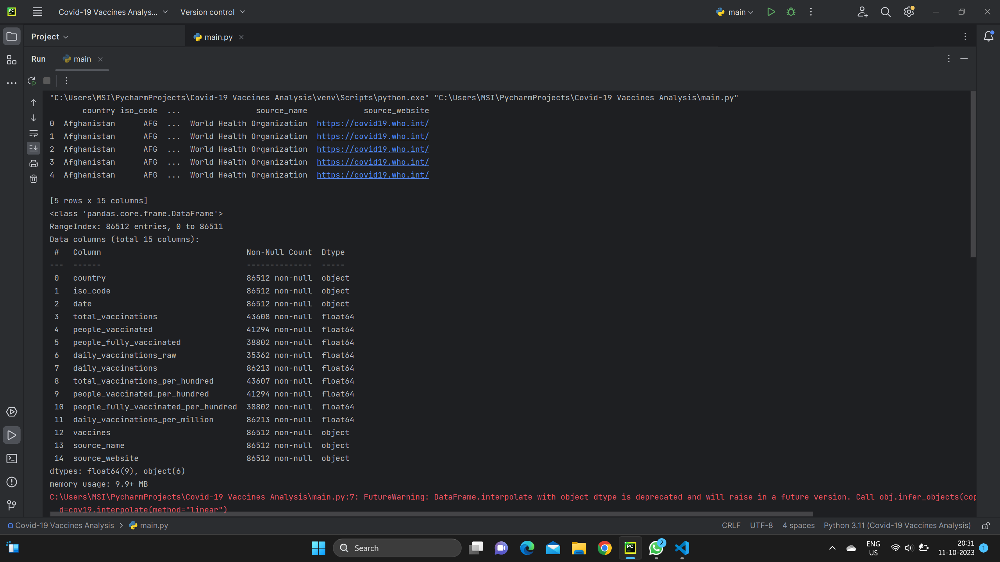 PC
Covid-19 Vaccines Analys...
Version control
main
Project
main.py
Run
main
"C:\Users\MSI\PycharmProjects\Covid-19 Vaccines Analysis\venv\Scripts\python.exe" "C:\Users\MSI\PycharmProjects\Covid-19 Vaccines Analysis\main.py"
country iso_code ... source_name source_website
0 Afghanistan AFG ... World Health Organization https://covid19.who.int/
1 Afghanistan AFG ... World Health Organization https://covid19.who.int/
2 Afghanistan AFG ... World Health Organization https://covid19.who.int/
3 Afghanistan AFG ... World Health Organization https://covid19.who.int/
4 Afghanistan AFG ... World Health Organization https://covid19.who.int/
[5 rows x 15 columns]
<class 'pandas.core.frame.DataFrame'>
RangeIndex: 86512 entries, 0 to 86511
Data columns (total 15 columns):
# Column Non-Null Count Dtype
--- ------ -------------- -----
0 country 86512 non-null object
1 iso_code 86512 non-null object
2 date 86512 non-null object
3 total_vaccinations 43608 non-null float64
4 people_vaccinated 41294 non-null float64
5 people_fully_vaccinated 38802 non-null float64
6 daily_vaccinations_raw 35362 non-null float64
7 daily_vaccinations 86213 non-null float64
8 total_vaccinations_per_hundred 43607 non-null float64
9 people_vaccinated_per_hundred 41294 non-null float64
10 people_fully_vaccinated_per_hundred 38802 non-null float64
11 daily_vaccinations_per_million 86213 non-null float64
12 vaccines 86512 non-null object
13 source_name 86512 non-null object
14 source_website 86512 non-null object
dtypes: float64(9), object(6)
memory usage: 9.9+ MB
C:\Users\MSI\PycharmProjects\Covid-19 Vaccines Analysis\main.py:7: FutureWarning: DataFrame.interpolate with object dtype is deprecated and will raise in a future version. Call obj.infer_objects(cop
d=cov19.interpolate(method="linear")
Covid-19 Vaccines Analysis > main.py
CRLF UTF-8 4 spaces Python 3.11 (Covid-19 Vaccines Analysis)
Search
PC
2
ENG
US
20:31
11-10-2023
1